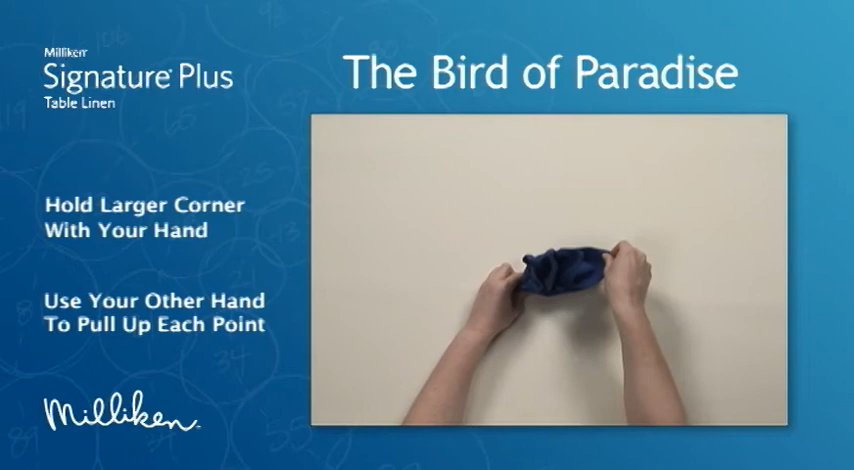 Milliken
Signature Plus
Table Linen
The Bird of Paradise
Hold Larger Corner
With Your Hand
Use Your Other Hand
To Pull Up Each Point
Milliken